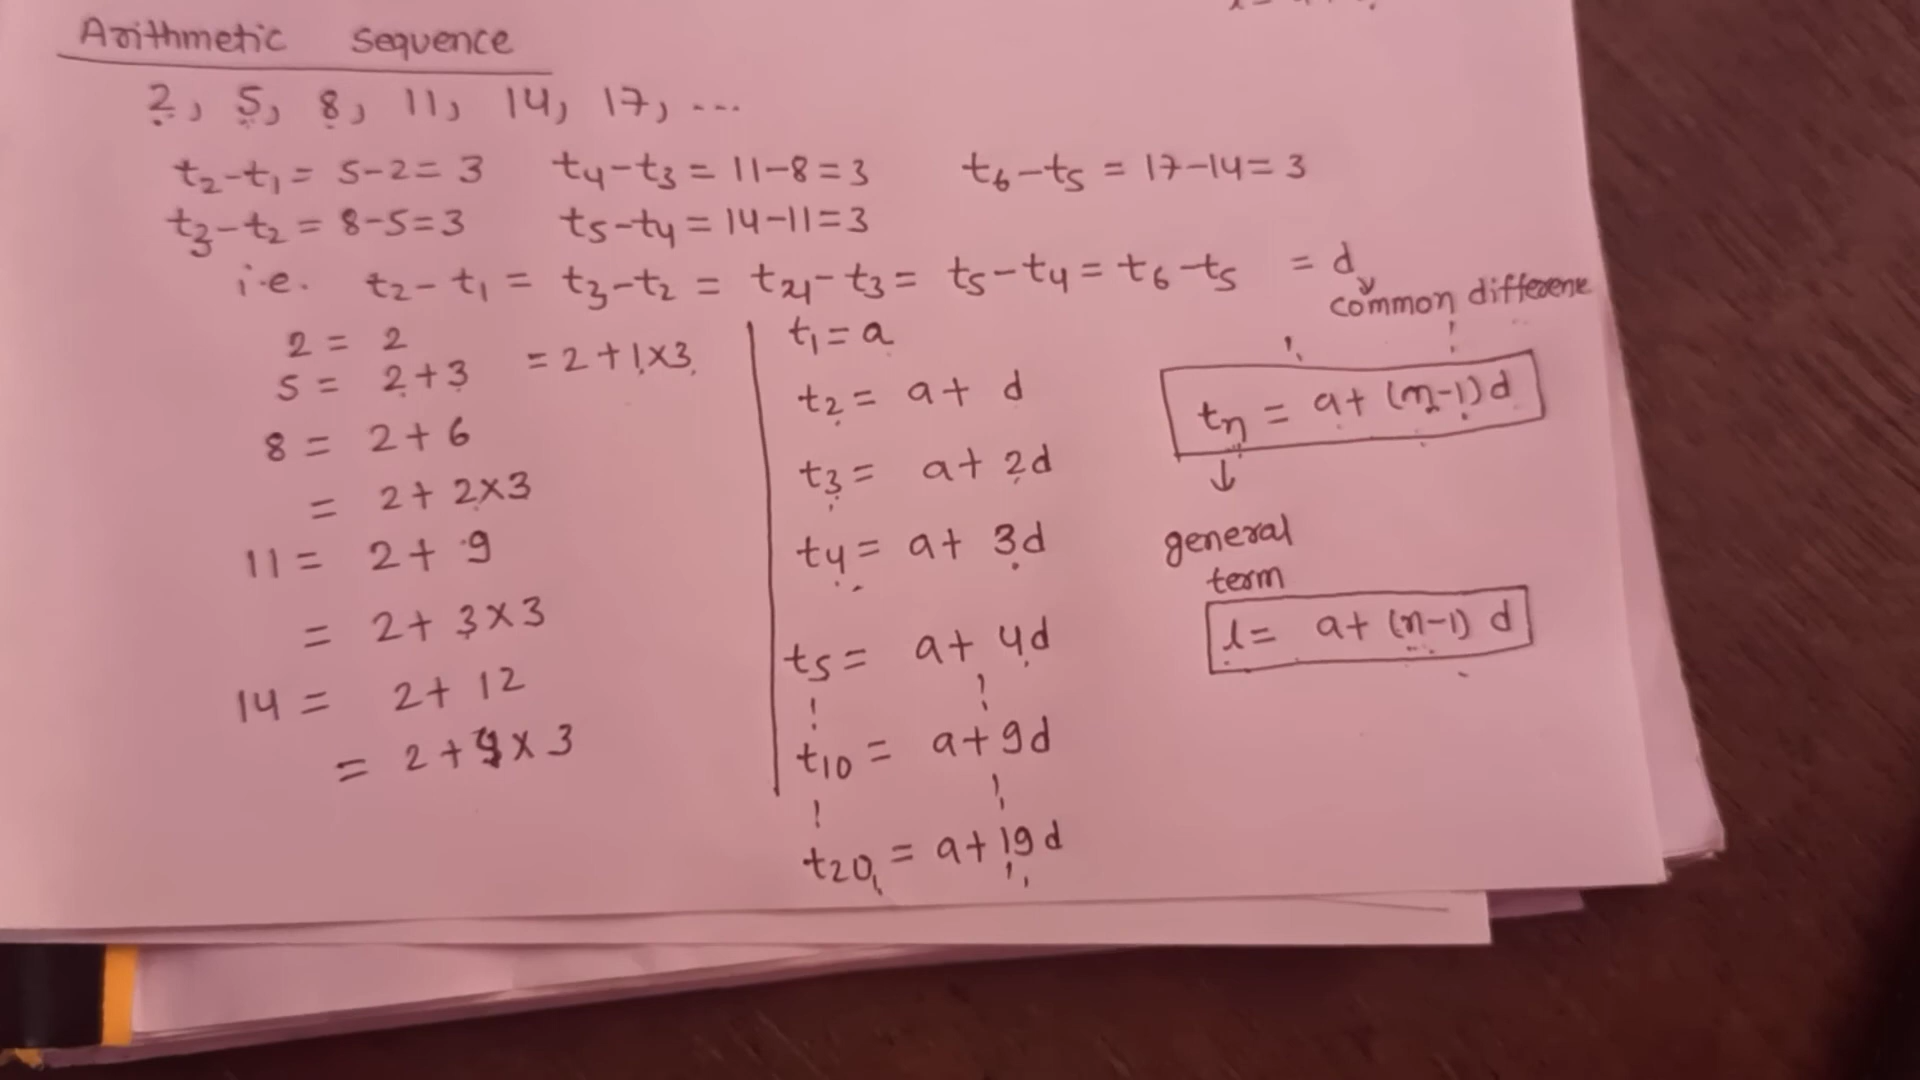 Arithmetic sequence
2, 5, 8, 11, 14, 17, ...
t2-t1 = 5-2 = 3 t4-t3 = 11-8 = 3 t6-t5 = 17-14 = 3
t3-t2 = 8-5 = 3 t5-t4 = 14-11 = 3
i.e. t2-t1 = t3-t2 = t4-t3 = t5-t4 = t6-t5 = d
common differene
2 = 2
5 = 2+3 = 2+1×3
8 = 2+6
= 2+2×3
11 = 2+9
= 2+3×3
14 = 2+12
= 2+4×3
t1 = a
t2 = a+ d
t3 = a+ 2d
t4 = a+ 3d
t5 = a+ 4d
t10 = a+9d
t20 = a+19d
tn = a+ (n-1)d
↓
general
term
l = a+ (n-1) d